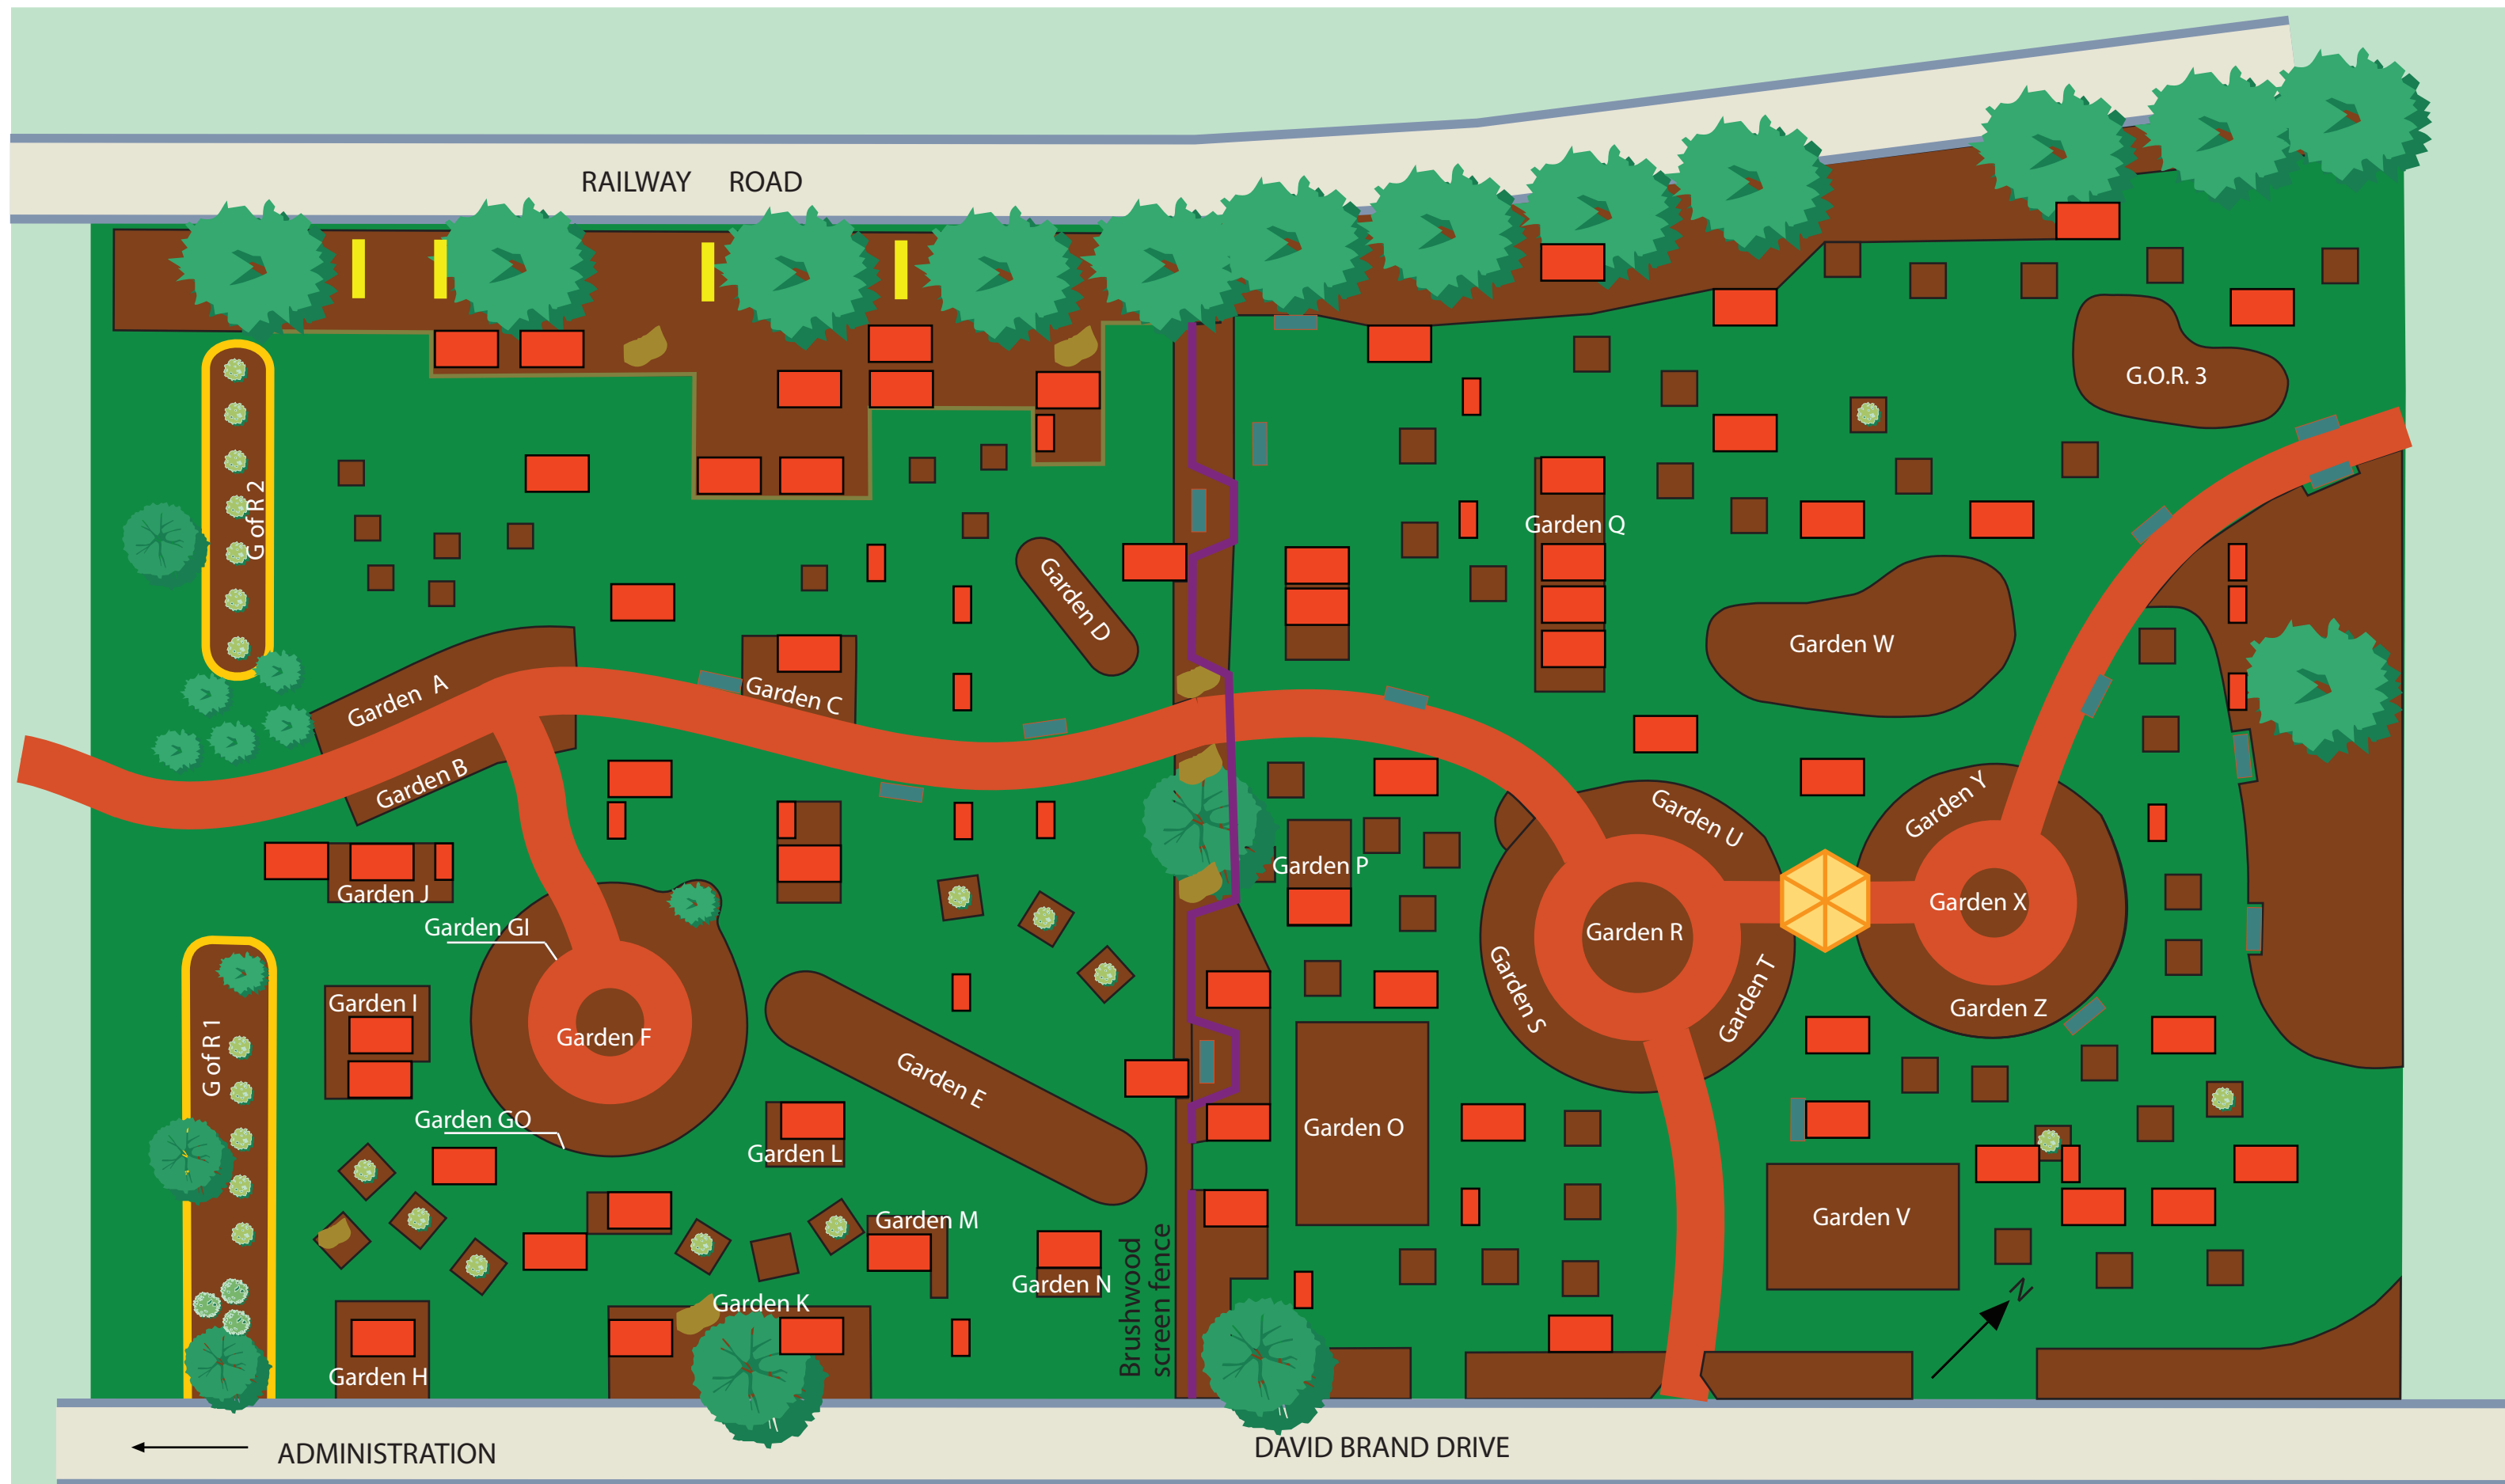 RAILWAY ROAD
G.O.R. 3
G of R 2
Garden Q
Garden D
Garden W
Garden A
Garden C
Garden B
Garden U
Garden Y
Garden P
Garden J
Garden X
Garden GI
Garden R
Garden S
Garden T
Garden I
Garden Z
Garden F
G of R 1
Garden E
Garden GO
Garden O
Garden L
Garden M
Garden V
Garden N
Brushwood
screen fence
N
Garden K
Garden H
ADMINISTRATION
DAVID BRAND DRIVE